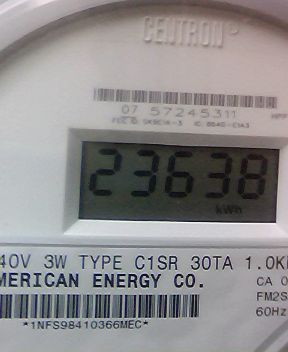 CENTRON®
07 57245311
23638
kWh
40V 3W TYPE C1SR 30TA 1.0K
MERICAN ENERGY CO.
CA 0
FM2S
60Hz
*1NFS98410366MEC*